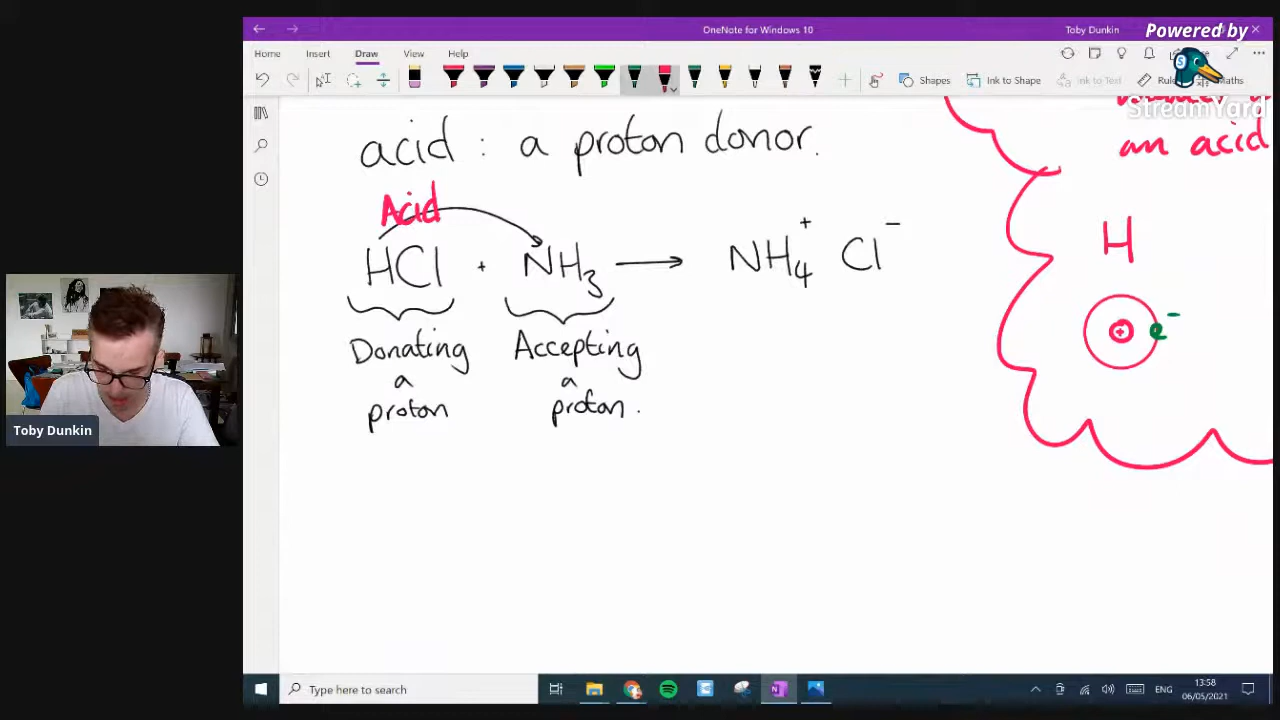 OneNote for Windows 10
Toby Dunkin
Powered by
StreamYard
Home Insert Draw View Help
Shapes Ink to Shape Ink to Text Maths
acid : a proton donor.
an acid
Acid
HCl + NH3 → NH4+ Cl-
H
+ e-
Donating Accepting
a a
proton proton.
Toby Dunkin
Type here to search
ENG
13:58
06/05/2021